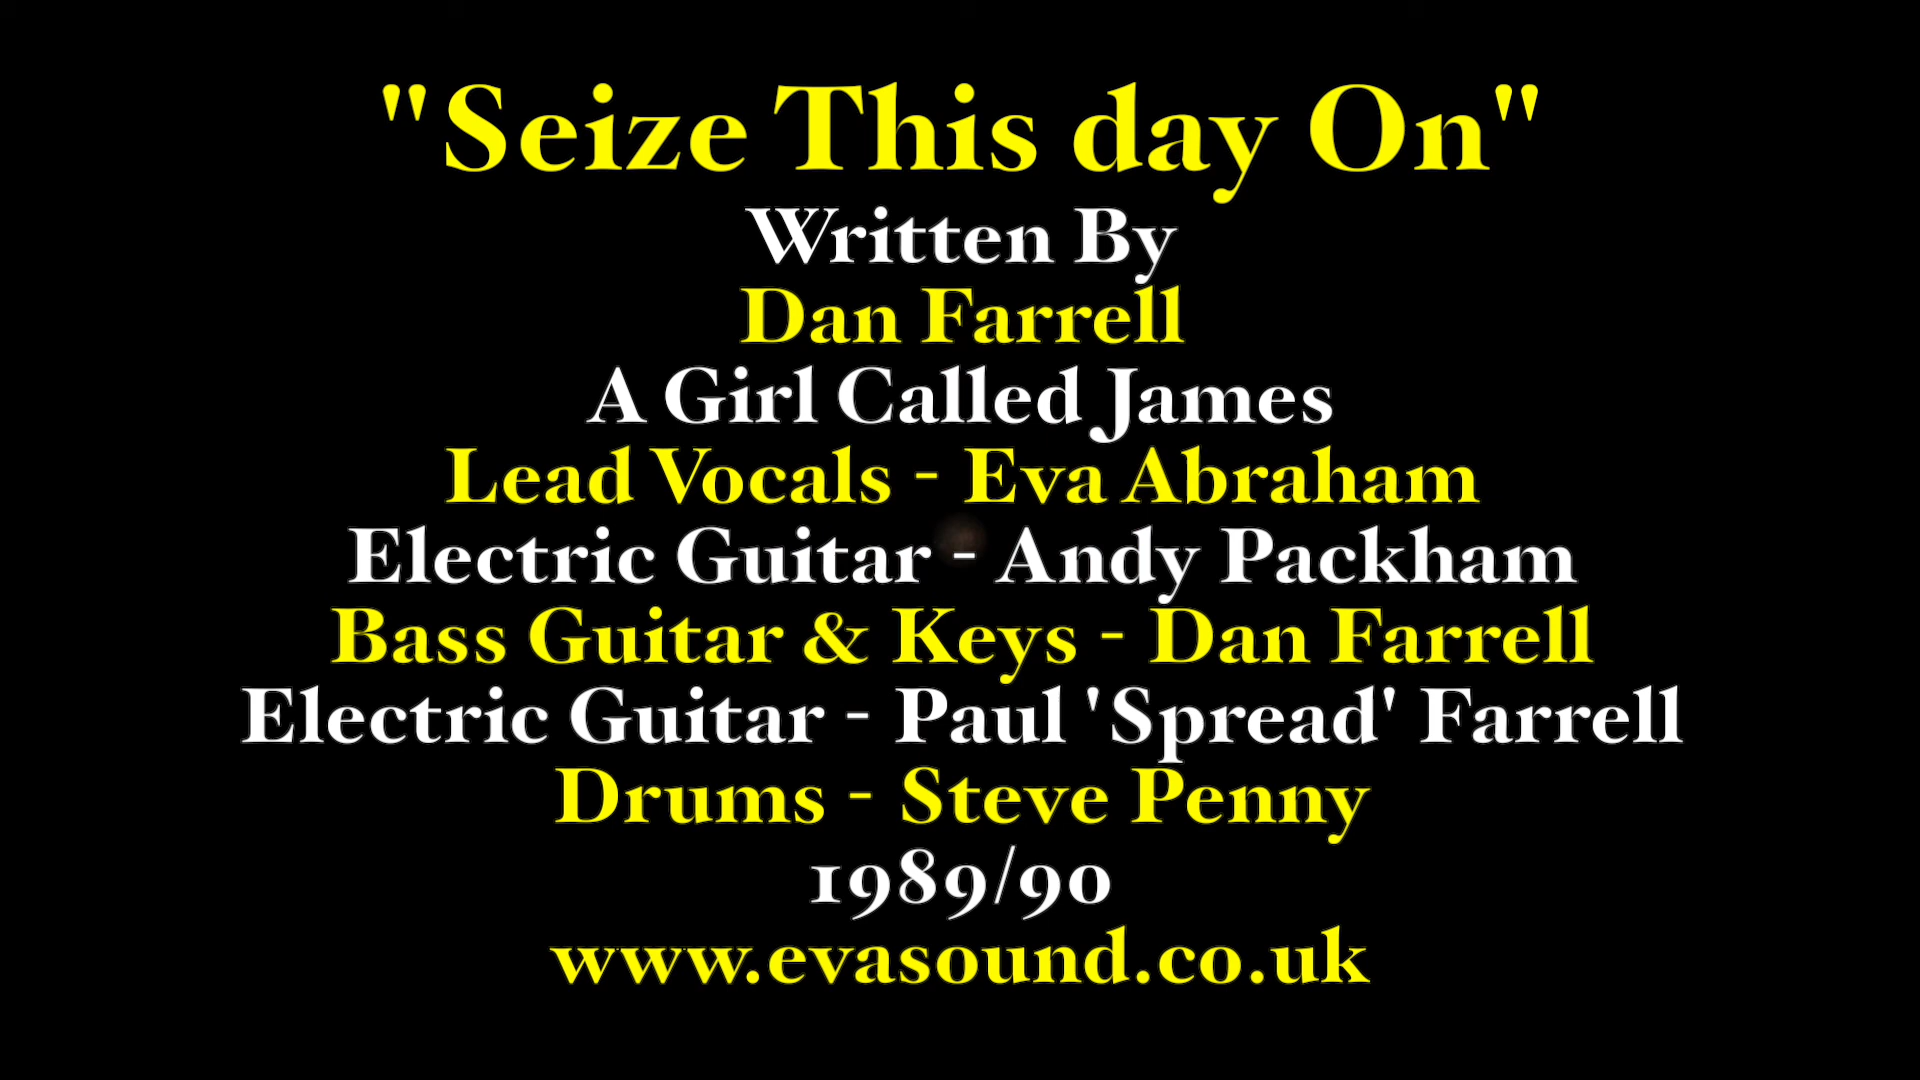 "Seize This day On"
Written By
Dan Farrell
A Girl Called James
Lead Vocals - Eva Abraham
Electric Guitar - Andy Packham
Bass Guitar & Keys - Dan Farrell
Electric Guitar - Paul 'Spread' Farrell
Drums - Steve Penny
1989/90
www.evasound.co.uk